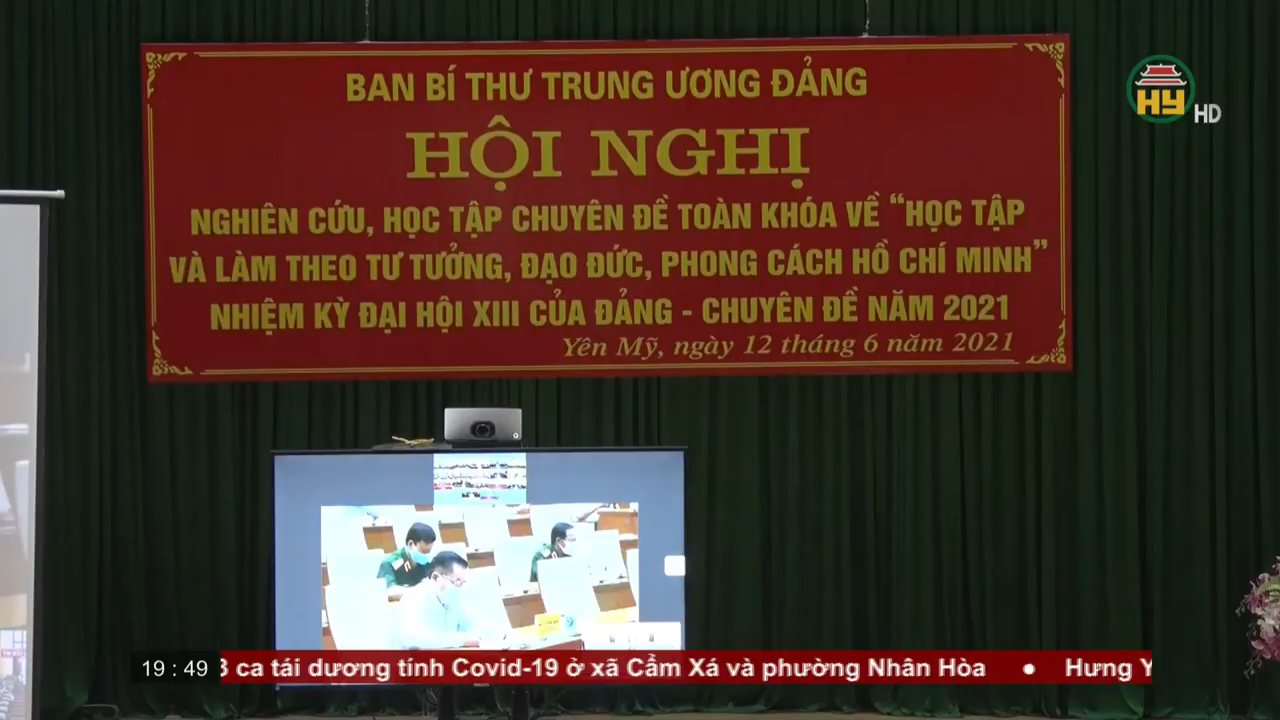 BAN BÍ THƯ TRUNG ƯƠNG ĐẢNG
HỘI NGHỊ
NGHIÊN CỨU, HỌC TẬP CHUYÊN ĐỀ TOÀN KHÓA VỀ "HỌC TẬP
VÀ LÀM THEO TƯ TƯỞNG, ĐẠO ĐỨC, PHONG CÁCH HỒ CHÍ MINH"
NHIỆM KỲ ĐẠI HỘI XIII CỦA ĐẢNG - CHUYÊN ĐỀ NĂM 2021
Yên Mỹ, ngày 12 tháng 6 năm 2021
HY HD
19 : 49 3 ca tái dương tính Covid-19 ở xã Cẩm Xá và phường Nhân Hòa • Hưng Y